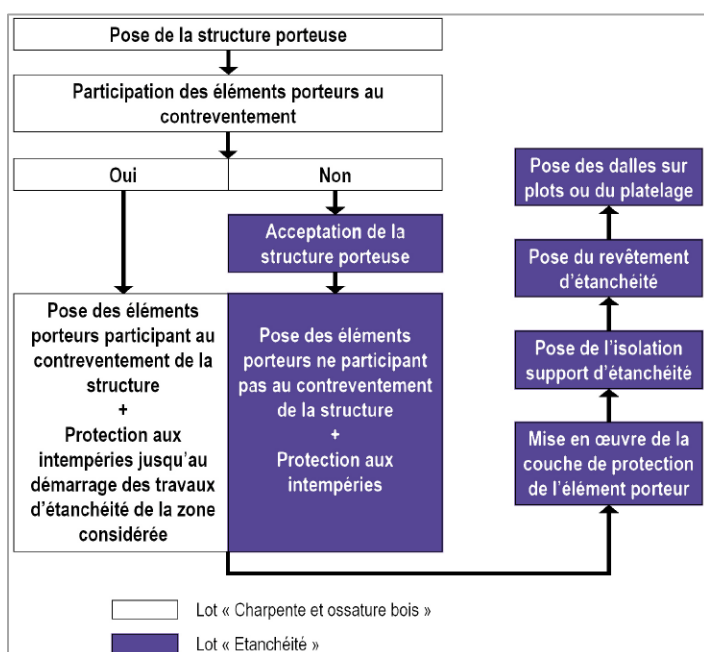 Pose de la structure porteuse
Participation des éléments porteurs au
contreventement
Oui
Non
Acceptation de la
structure porteuse
Pose des éléments
porteurs participant au
contreventement de la
structure
+
Protection aux
intempéries jusqu'au
démarrage des travaux
d'étanchéité de la zone
considérée
Pose des éléments
porteurs ne participant
pas au contreventement
de la structure
+
Protection aux
intempéries
Pose des dalles sur
plots ou du platelage
Pose du revêtement
d'étanchéité
Pose de l'isolation
support d'étanchéité
Mise en œuvre de la
couche de protection
de l'élément porteur
Lot « Charpente et ossature bois »
Lot « Etanchéité »